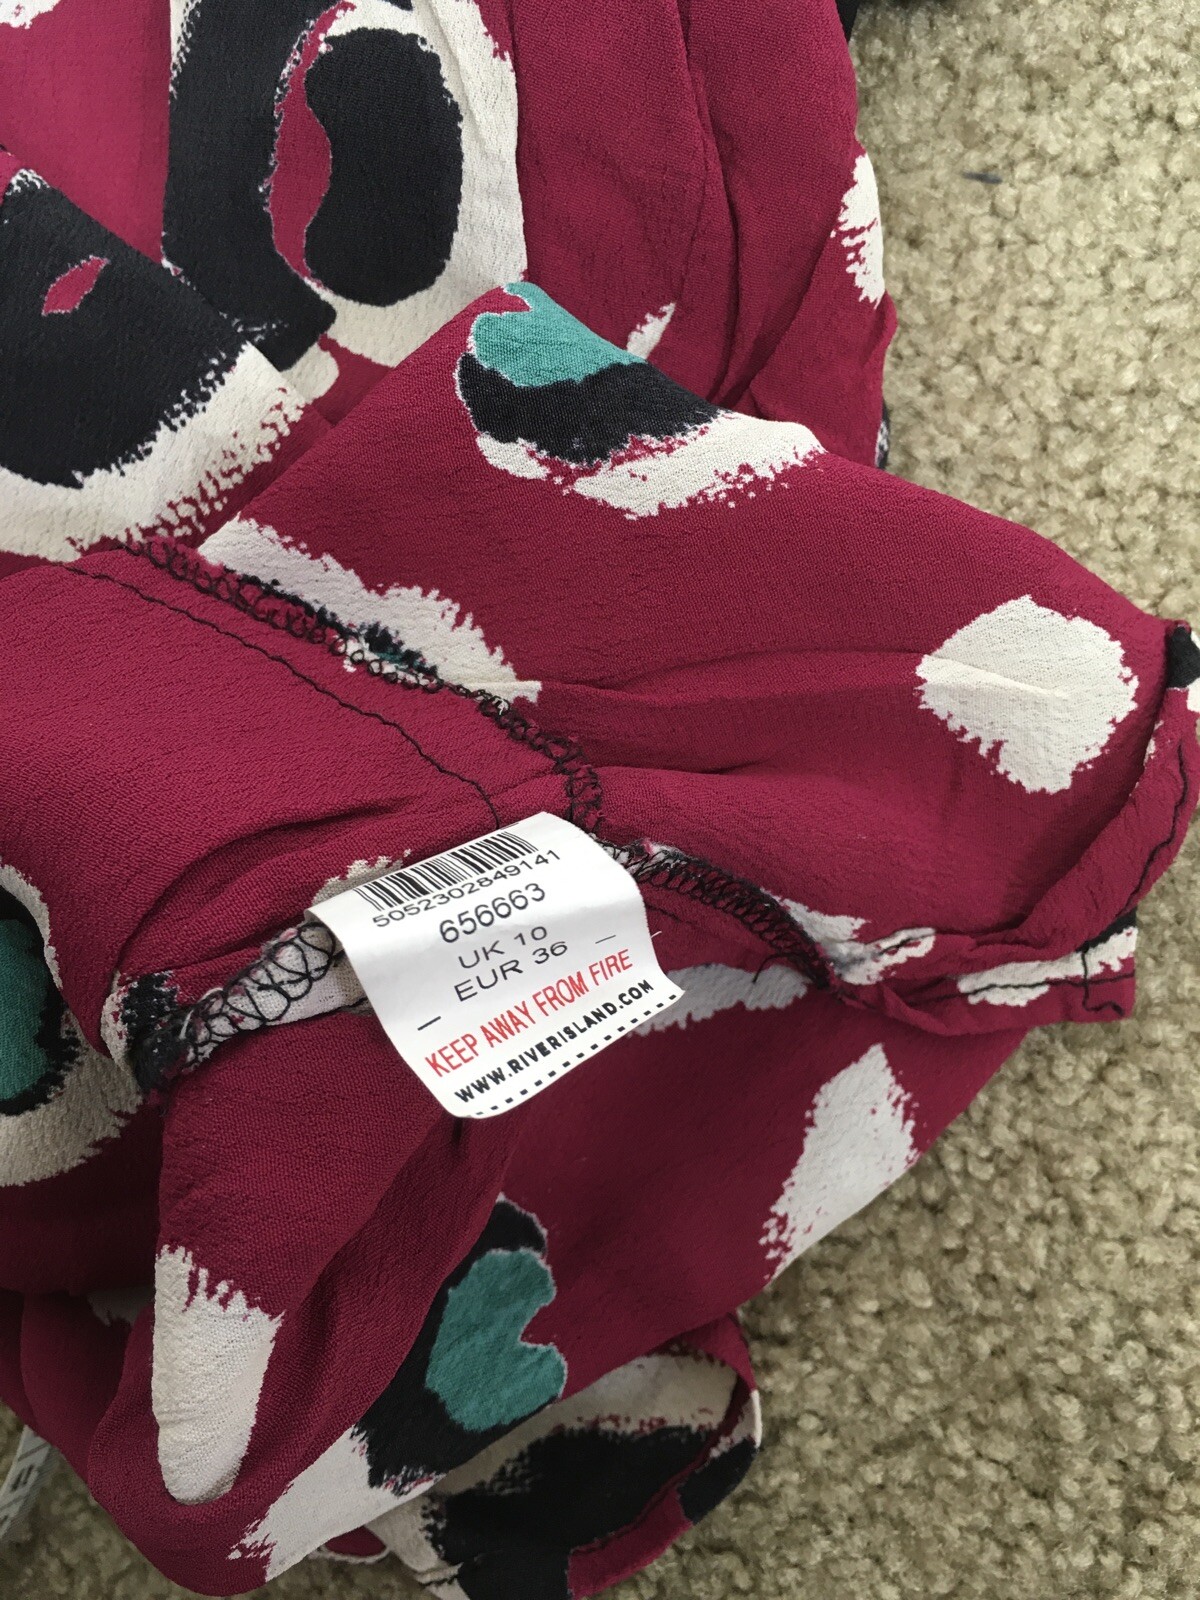 5052302849141
656663
UK 10
EUR 36
KEEP AWAY FROM FIRE
WWW.RIVERISLAND.COM